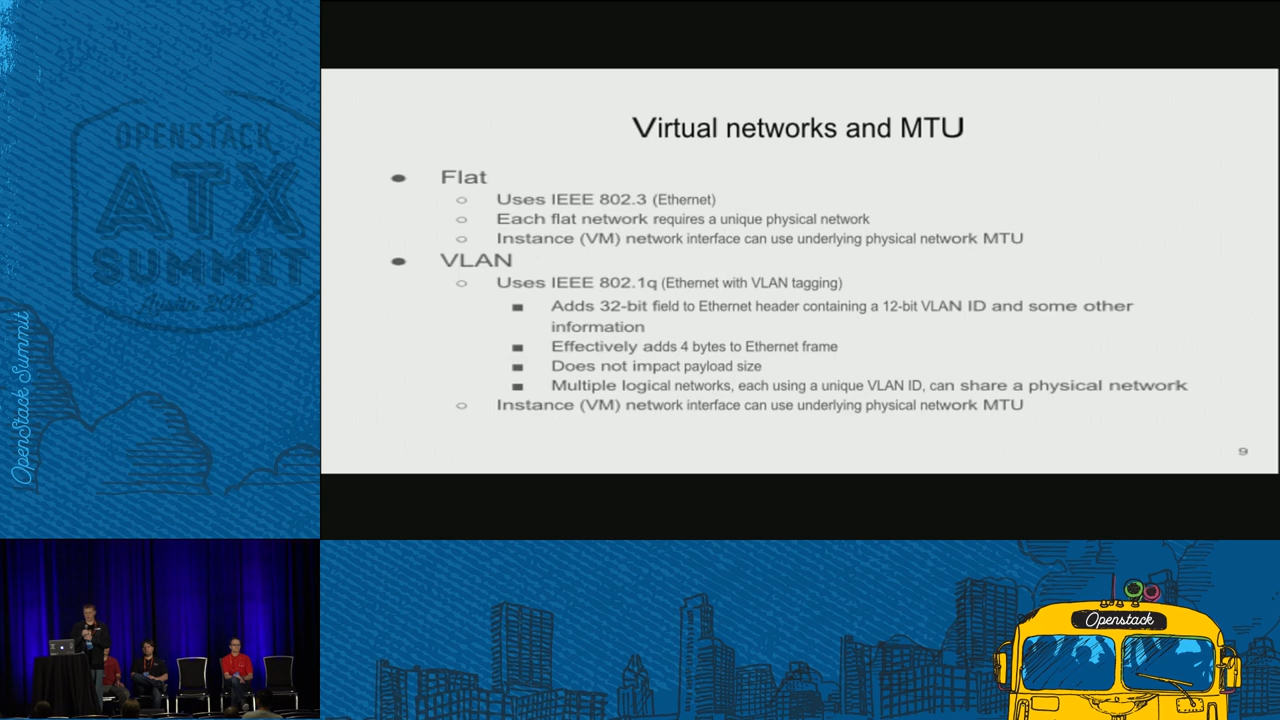 OPENSTACK
ATX
SUMMIT
Austin 2016
OpenStack Summit
Virtual networks and MTU
Flat
Uses IEEE 802.3 (Ethernet)
Each flat network requires a unique physical network
Instance (VM) network interface can use underlying physical network MTU
VLAN
Uses IEEE 802.1q (Ethernet with VLAN tagging)
Adds 32-bit field to Ethernet header containing a 12-bit VLAN ID and some other
information
Effectively adds 4 bytes to Ethernet frame
Does not impact payload size
Multiple logical networks, each using a unique VLAN ID, can share a physical network
Instance (VM) network interface can use underlying physical network MTU
9
Openstack